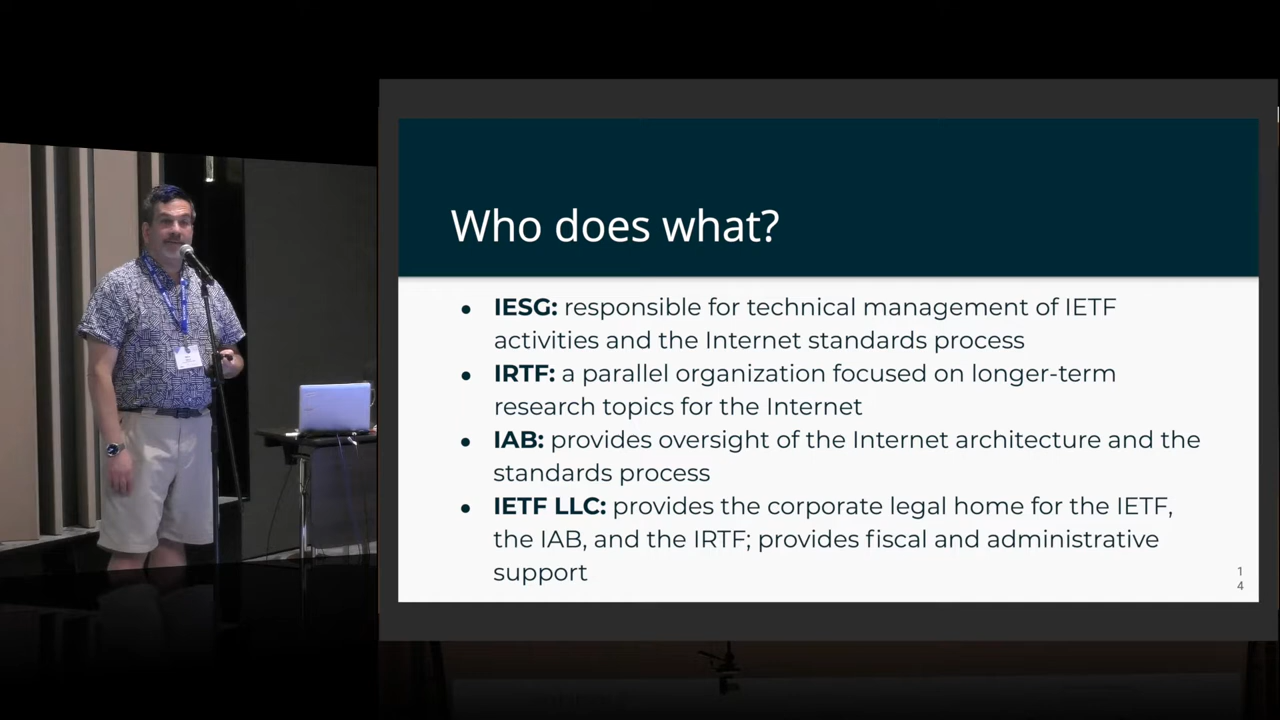 Who does what?
● IESG: responsible for technical management of IETF
activities and the Internet standards process
● IRTF: a parallel organization focused on longer-term
research topics for the Internet
● IAB: provides oversight of the Internet architecture and the
standards process
● IETF LLC: provides the corporate legal home for the IETF,
the IAB, and the IRTF; provides fiscal and administrative
support
1
4